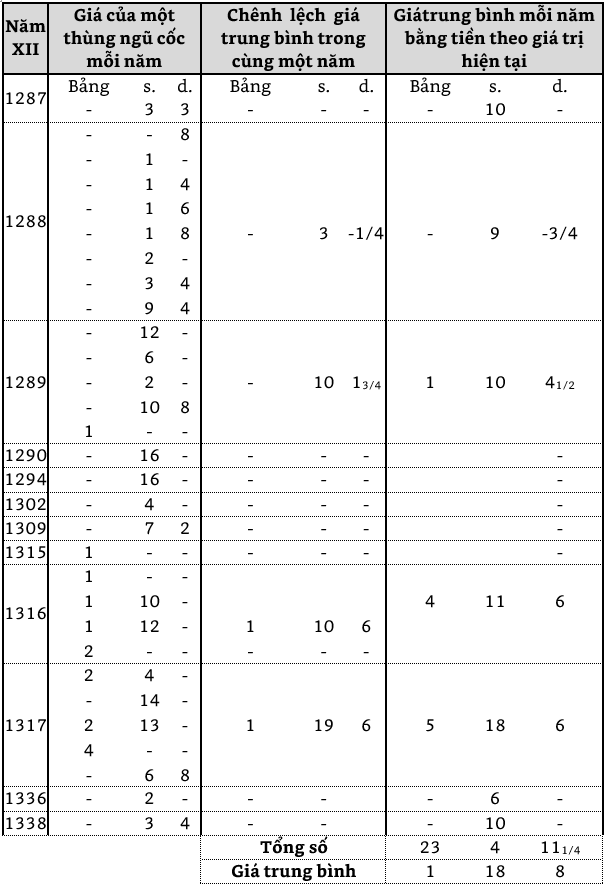 Năm XII | Giá của một thùng ngũ cốc mỗi năm | Chênh lệch giá trung bình trong cùng một năm | Giátrung bình mỗi năm bằng tiền theo giá trị hiện tại
1287 | Bảng s. d. | Bảng s. d. | Bảng s. d.
- 3 3 | - - - | - 10 -
1288 | - - 8
- 1 -
- 1 4
- 1 6
- 1 8 | - 3 -1/4 | - 9 -3/4
- 2 -
- 3 4
- 9 4
1289 | - 12 -
- 6 -
- 2 - | - 10 1 3/4 | 1 10 4 1/2
- 10 8
1 - -
1290 | - 16 - | - - - | -
1294 | - 16 - | - - - | -
1302 | - 4 - | - - - | -
1309 | - 7 2 | - - - | -
1315 | 1 - - | - - - | -
1316 | 1 - -
1 10 - | 4 11 6
1 12 - | 1 10 6
2 - - | - - -
1317 | 2 4 -
- 14 -
2 13 - | 1 19 6 | 5 18 6
4 - -
- 6 8
1336 | - 2 - | - - | - 6 -
1338 | - 3 4 | - - | - 10 -
Tổng số | 23 4 11 1/4
Giá trung bình | 1 18 8